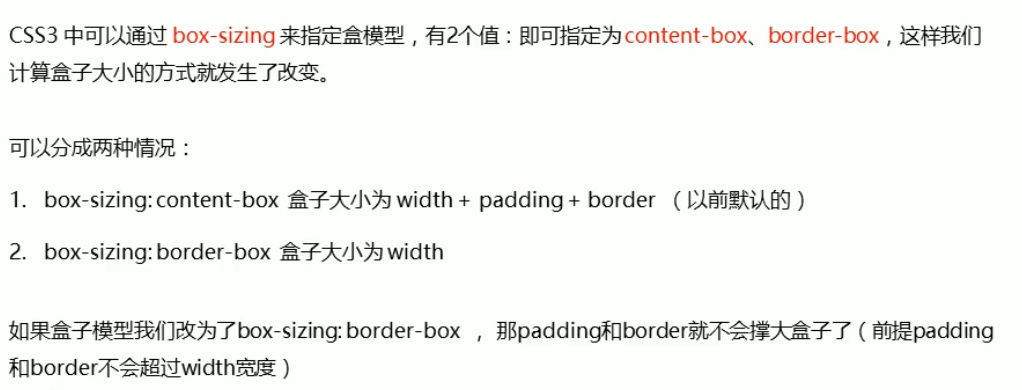 CSS3 中可以通过 box-sizing 来指定盒模型，有2个值：即可指定为 content-box、border-box，这样我们
计算盒子大小的方式就发生了改变。
可以分成两种情况：
1. box-sizing: content-box 盒子大小为 width + padding + border （以前默认的）
2. box-sizing: border-box 盒子大小为 width
如果盒子模型我们改为了box-sizing: border-box ， 那padding和border就不会撑大盒子了（前提padding
和border不会超过width宽度）